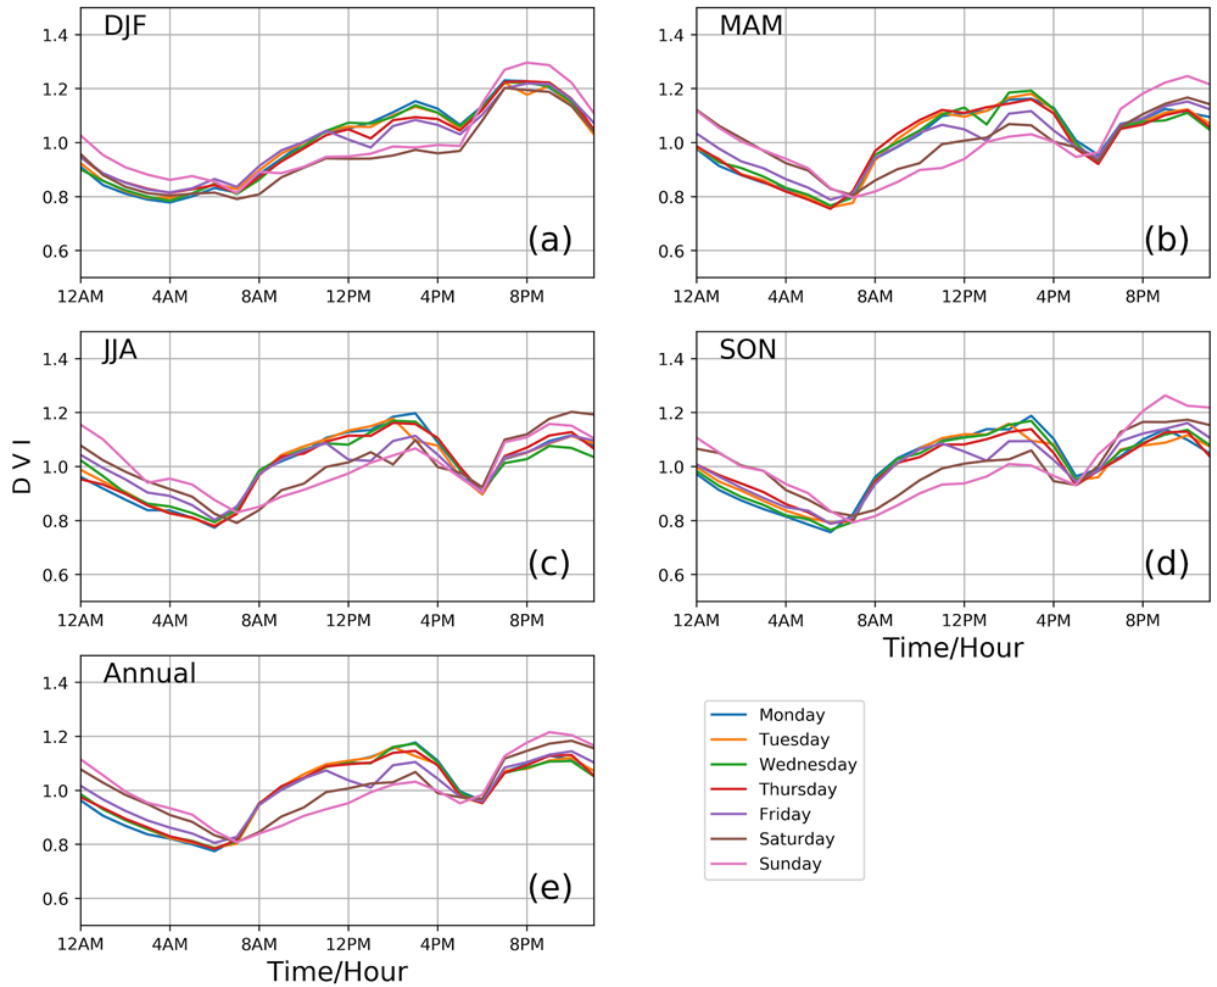 DJF
1.4
1.2
1.0
0.8
0.6
(a)
12AM 4AM 8AM 12PM 4PM 8PM
MAM
1.4
1.2
1.0
0.8
0.6
(b)
12AM 4AM 8AM 12PM 4PM 8PM
JJA
1.4
1.2
1.0
0.8
0.6
D V I
(c)
12AM 4AM 8AM 12PM 4PM 8PM
SON
1.4
1.2
1.0
0.8
0.6
(d)
12AM 4AM 8AM 12PM 4PM 8PM
Time/Hour
Annual
1.4
1.2
1.0
0.8
0.6
(e)
12AM 4AM 8AM 12PM 4PM 8PM
Time/Hour
Monday
Tuesday
Wednesday
Thursday
Friday
Saturday
Sunday